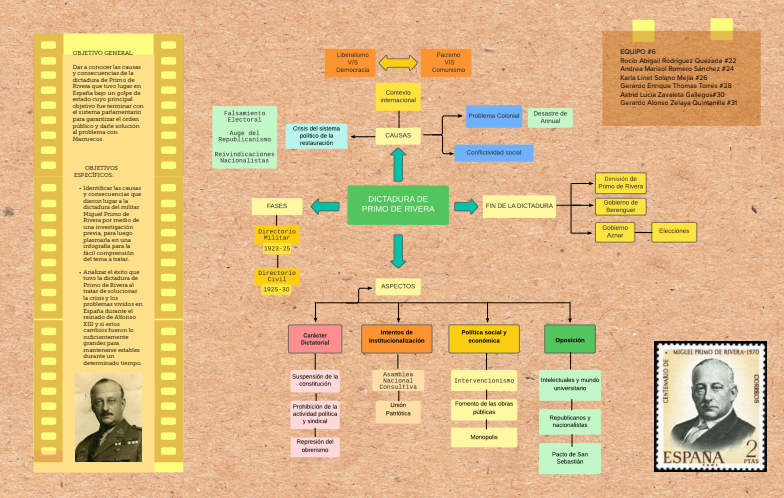 OBJETIVO GENERAL:
Dar a conocer las causas
y consecuencias de la
dictadura de Primo de
Rivera que tuvo lugar en
España bajo un golpe de
estado cuyo principal
objetivo fue terminar con
el sistema parlamentario
para garantizar el orden
público y darle solución
al problema con
Marruecos.
OBJETIVOS
ESPECÍFICOS:
• Identificar las causas
y consecuencias que
dieron lugar a la
dictadura del militar
Miguel Primo de
Rivera por medio de
una investigación
previa, para luego
plasmarla en una
infografía para la
fácil comprensión
del tema a tratar.
• Analizar el éxito que
tuvo la dictadura de
Primo de Rivera al
tratar de solucionar
la crisis y los
problemas vividos en
España durante el
reinado de Alfonso
XIII y si estos
cambios fueron lo
suficientemente
grandes para
mantenerse estables
durante un
determinado tiempo.
Liberalismo
V/S
Democracia
Facismo
V/S
Comunismo
Contexto
internacional
Falsamiento
Electoral
Auge del
Republicanismo
Reivindicaciones
Nacionalistas
Crisis del sistema
político de la
restauración
CAUSAS
Problema Colonial
Desastre de
Annual
Conflictividad social
EQUIPO #6
Rocío Abigail Rodríguez Quezada #22
Andrea Marisol Romero Sánchez #24
Karla Linet Solano Mejía #26
Gerardo Enrique Thomas Torres #28
Astrid Lucía Zavaleta Gallegos#30
Gerardo Alonso Zelaya Quintanilla #31
FASES
DICTADURA DE
PRIMO DE RIVERA
FIN DE LA DICTADURA
Dimisión de
Primo de Rivera
Gobierno de
Berenguer
Gobierno
Aznar
Elecciones
Directorio
Militar
1923-25
Directorio
Civil
1925-30
ASPECTOS
Carácter
Dictatorial
Suspensión de la
constitución
Prohibición de la
actividad política
y sindical
Represión del
obrerismo
Intentos de
Institucionalización
Asamblea
Nacional
Consultiva
Unión
Patriótica
Política social y
económica
Intervencionismo
Fomento de las obras
públicas
Monopolis
Oposición
Intelectuales y mundo
universitario
Republicanos y
nacionalistas
Pacto de San
Sebastián
CENTENARIO DE
• MIGUEL PRIMO DE RIVERA-1970
CORREOS
ESPAÑA
2
PTAS